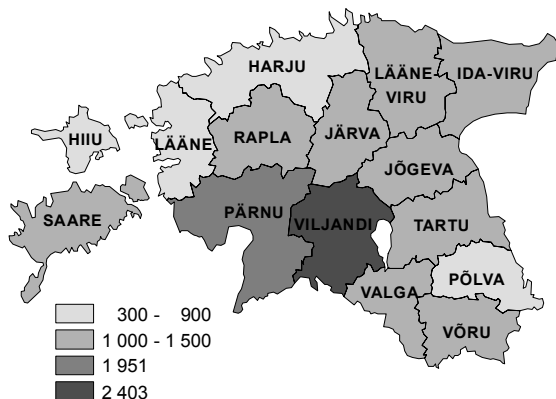 HARJU
LÄÄNE-
VIRU
IDA-VIRU
HIIU
LÄÄNE
RAPLA
JÄRVA
JÕGEVA
SAARE
PÄRNU
VILJANDI
TARTU
VALGA
PÕLVA
VÕRU
300 - 900
1 000 - 1 500
1 951
2 403